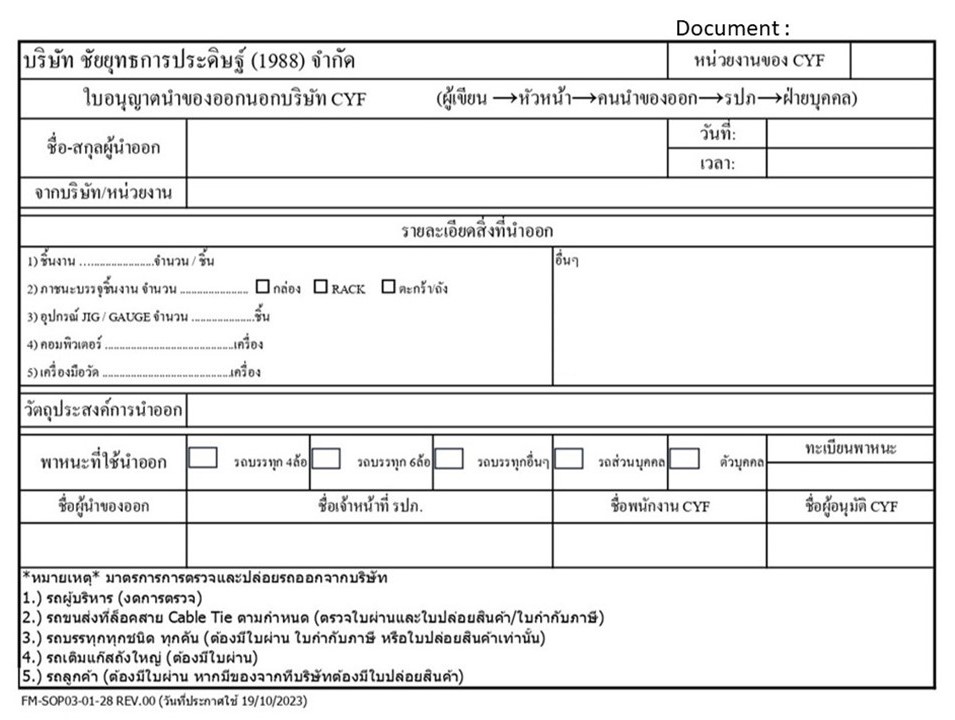 Document :
บริษัท ชัยยุทธการประดิษฐ์ (1988) จำกัด หน่วยงานของ CYF
ใบอนุญาตนำของออกนอกบริษัท CYF (ผู้เขียน →หัวหน้า→คนนำของออก→รปภ→ฝ่ายบุคคล)
ชื่อ-สกุลผู้นำออก วันที่:
เวลา:
จากบริษัท/หน่วยงาน
รายละเอียดสิ่งที่นำออก
1) ชิ้นงาน ........................จำนวน / ชิ้น
2) ภาชนะบรรจุชิ้นงาน จำนวน ....................... ☐ กล่อง ☐ RACK ☐ ตะกร้า/ถัง
3) อุปกรณ์ JIG / GAUGE จำนวน .....................ชิ้น
4) คอมพิวเตอร์ ...........................................เครื่อง
5) เครื่องมือวัด ...........................................เครื่อง
อื่นๆ
วัตถุประสงค์การนำออก
พาหนะที่ใช้นำออก ☐ รถบรรทุก 4ล้อ ☐ รถบรรทุก 6ล้อ ☐ รถบรรทุกอื่นๆ ☐ รถส่วนบุคคล ☐ ตัวบุคคล ทะเบียนพาหนะ
ชื่อผู้นำของออก ชื่อเจ้าหน้าที่ รปภ. ชื่อพนักงาน CYF ชื่อผู้อนุมัติ CYF
*หมายเหตุ* มาตรการการตรวจและปล่อยรถออกจากบริษัท
1.) รถผู้บริหาร (งดการตรวจ)
2.) รถขนส่งที่ล็อคสาย Cable Tie ตามกำหนด (ตรวจใบผ่านและใบปล่อยสินค้า/ใบกำกับภาษี)
3.) รถบรรทุกทุกชนิด ทุกคัน (ต้องมีใบผ่าน ใบกำกับภาษี หรือใบปล่อยสินค้าเท่านั้น)
4.) รถเติมแก๊สถังใหญ่ (ต้องมีใบผ่าน)
5.) รถลูกค้า (ต้องมีใบผ่าน หากมีของจากทีบริษัทต้องมีใบปล่อยสินค้า)
FM-SOP03-01-28 REV.00 (วันที่ประกาศใช้ 19/10/2023)